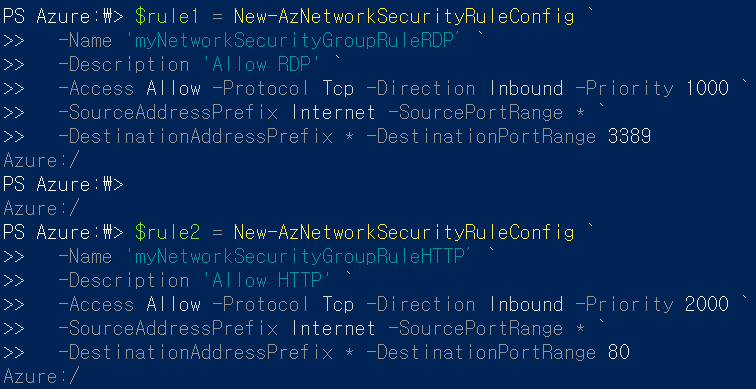 PS Azure:₩> $rule1 = New-AzNetworkSecurityRuleConfig `
>>   -Name 'myNetworkSecurityGroupRuleRDP' `
>>   -Description 'Allow RDP' `
>>   -Access Allow -Protocol Tcp -Direction Inbound -Priority 1000 `
>>   -SourceAddressPrefix Internet -SourcePortRange * `
>>   -DestinationAddressPrefix * -DestinationPortRange 3389
Azure:/
PS Azure:₩>
Azure:/
PS Azure:₩> $rule2 = New-AzNetworkSecurityRuleConfig `
>>   -Name 'myNetworkSecurityGroupRuleHTTP' `
>>   -Description 'Allow HTTP' `
>>   -Access Allow -Protocol Tcp -Direction Inbound -Priority 2000 `
>>   -SourceAddressPrefix Internet -SourcePortRange * `
>>   -DestinationAddressPrefix * -DestinationPortRange 80
Azure:/